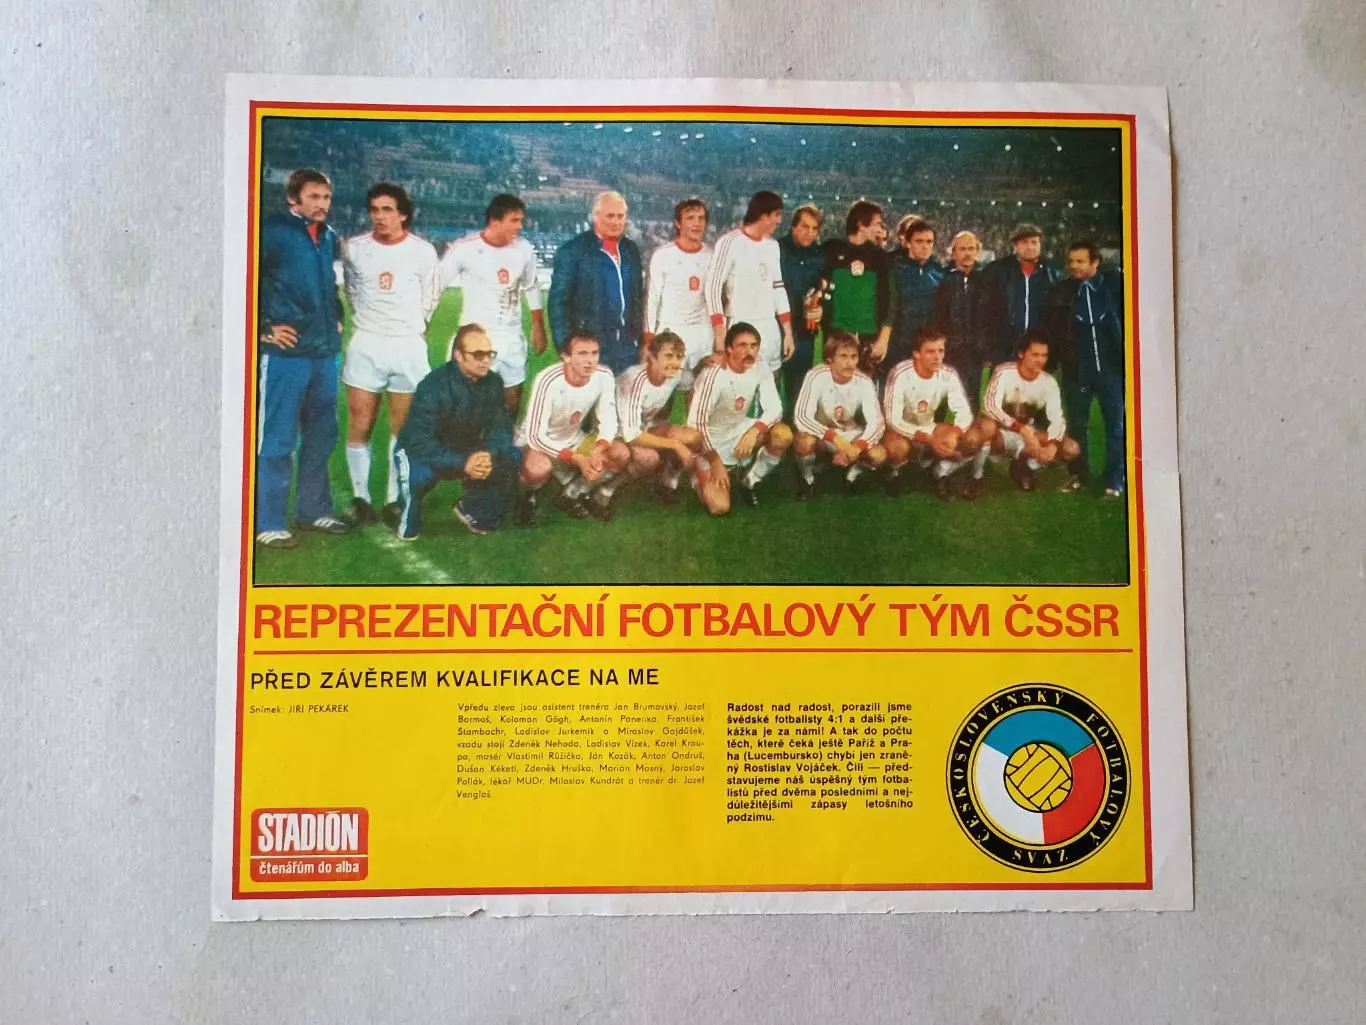 REPREZENTAČNÍ FOTBALOVÝ TÝM ČSSR
PŘED ZÁVĚREM KVALIFIKACE NA ME
Snímek: JIŘÍ PEKÁREK
Vpředu zleva jsou asistent trenéra Jan Brumovský, Jozef
Barmoš, Koloman Gögh, Antonín Panenka, František
Stambachr, Ladislav Jurkemik a Miroslav Gajdůšek,
vzadu stojí Zdeněk Nehoda, Ladislav Vízek, Karel Krou-
pa, masér Vlastimil Růžička, Ján Kozák, Anton Ondruš,
Dušan Kéketi, Zdeněk Hruška, Marián Masný, Jaroslav
Pollák, lékař MUDr. Miloslav Kundrát a trenér dr. Jozef
Vengloš.
Radost nad radost, porazili jsme
švédské fotbalisty 4:1 a další pře-
kážka je za námi! A tak do počtu
těch, které čeká ještě Paříž a Pra-
ha (Lucembursko) chybí jen zraně-
ný Rostislav Vojáček. Čili — před-
stavujeme náš úspěšný tým fotba-
listů před dvěma posledními a nej-
důležitějšími zápasy letošního
podzimu.
STADIÓN
čtenářům do alba
ČESKOSLOVENSKÝ FOTBALOVÝ
SVAZ